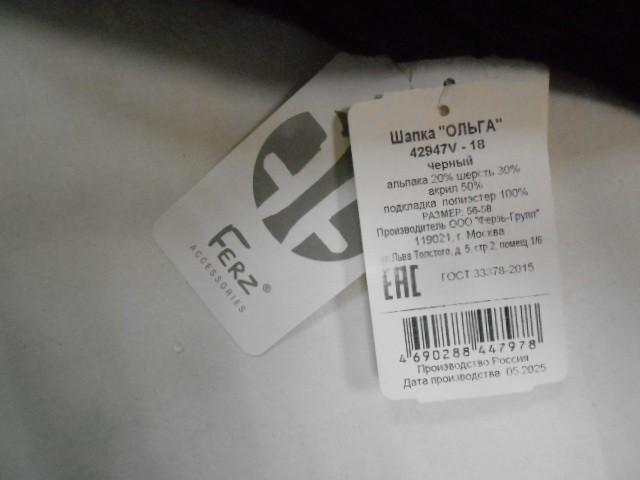 FERZ®
ACCESSORIES
Шапка "ОЛЬГА"
42947V - 18
черный
альпака 20% шерсть 30%
акрил 50%
подкладка полиэстер 100%
РАЗМЕР: 56-58
Производитель ООО "Ферзь-Групп"
119021, г. Москва
ул. Льва Толстого, д. 5, стр 2, помещ 1/6
ЕАС ГОСТ 33378-2015
4 690288 447978
Производство Россия
Дата производства 05.2025